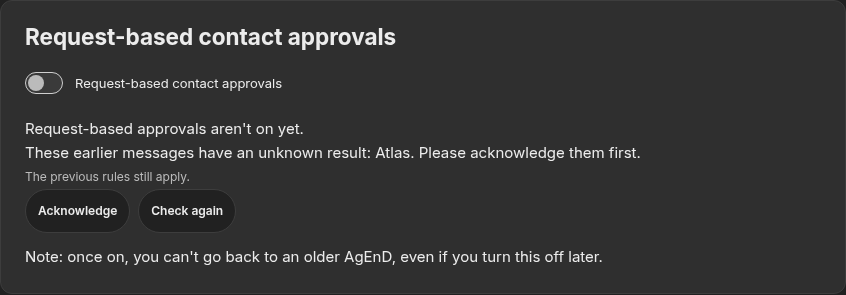 Request-based contact approvals
Request-based contact approvals
Request-based approvals aren't on yet.
These earlier messages have an unknown result: Atlas. Please acknowledge them first.
The previous rules still apply.
Acknowledge
Check again
Note: once on, you can't go back to an older AgEnD, even if you turn this off later.